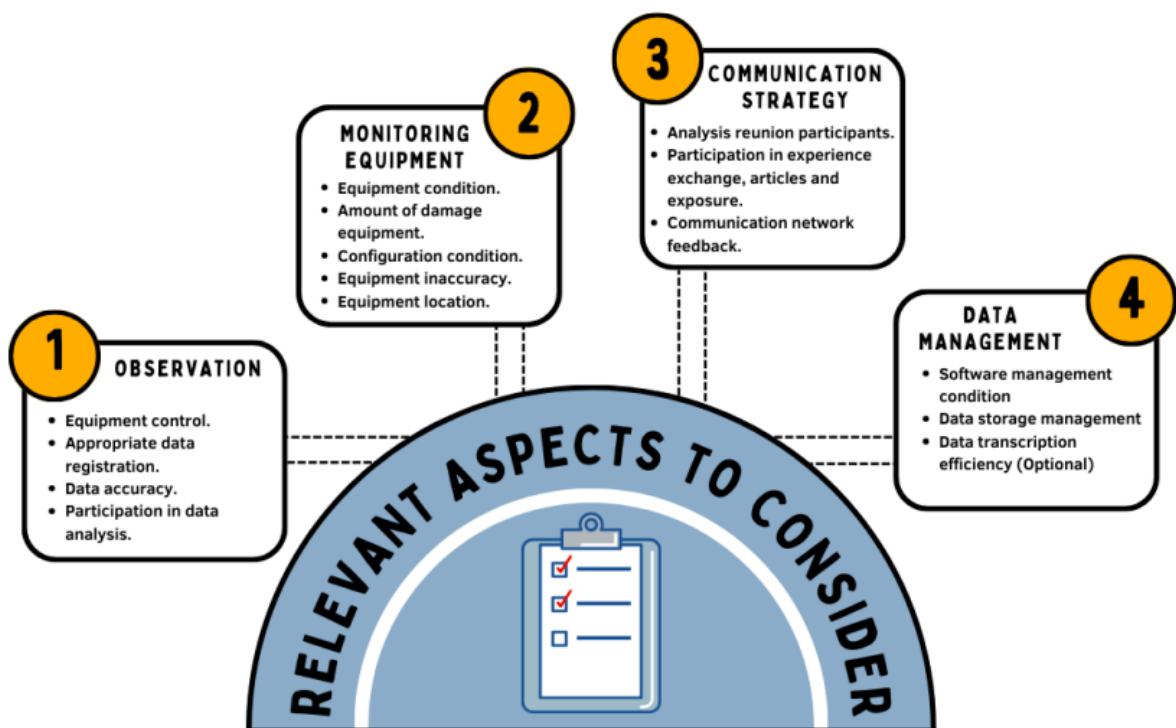 1
OBSERVATION
• Equipment control.
• Appropriate data
registration.
• Data accuracy.
• Participation in data
analysis.
2
MONITORING
EQUIPMENT
• Equipment condition.
• Amount of damage
equipment.
• Configuration condition.
• Equipment inaccuracy.
• Equipment location.
3
COMMUNICATION
STRATEGY
• Analysis reunion participants.
• Participation in experience
exchange, articles and
exposure.
• Communication network
feedback.
4
DATA
MANAGEMENT
• Software management
condition
• Data storage management
• Data transcription
efficiency (Optional)
RELEVANT ASPECTS TO CONSIDER